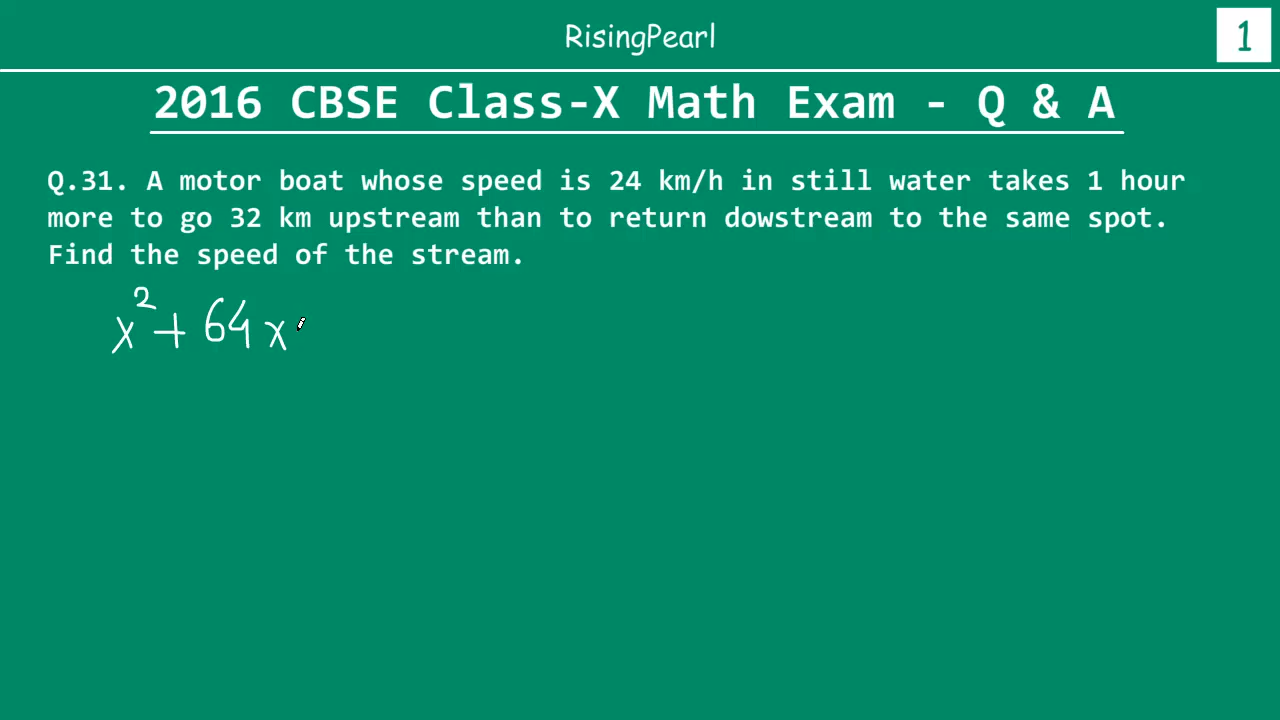 RisingPearl
1
2016 CBSE Class-X Math Exam - Q & A
Q.31. A motor boat whose speed is 24 km/h in still water takes 1 hour
more to go 32 km upstream than to return dowstream to the same spot.
Find the speed of the stream.
x² + 64x